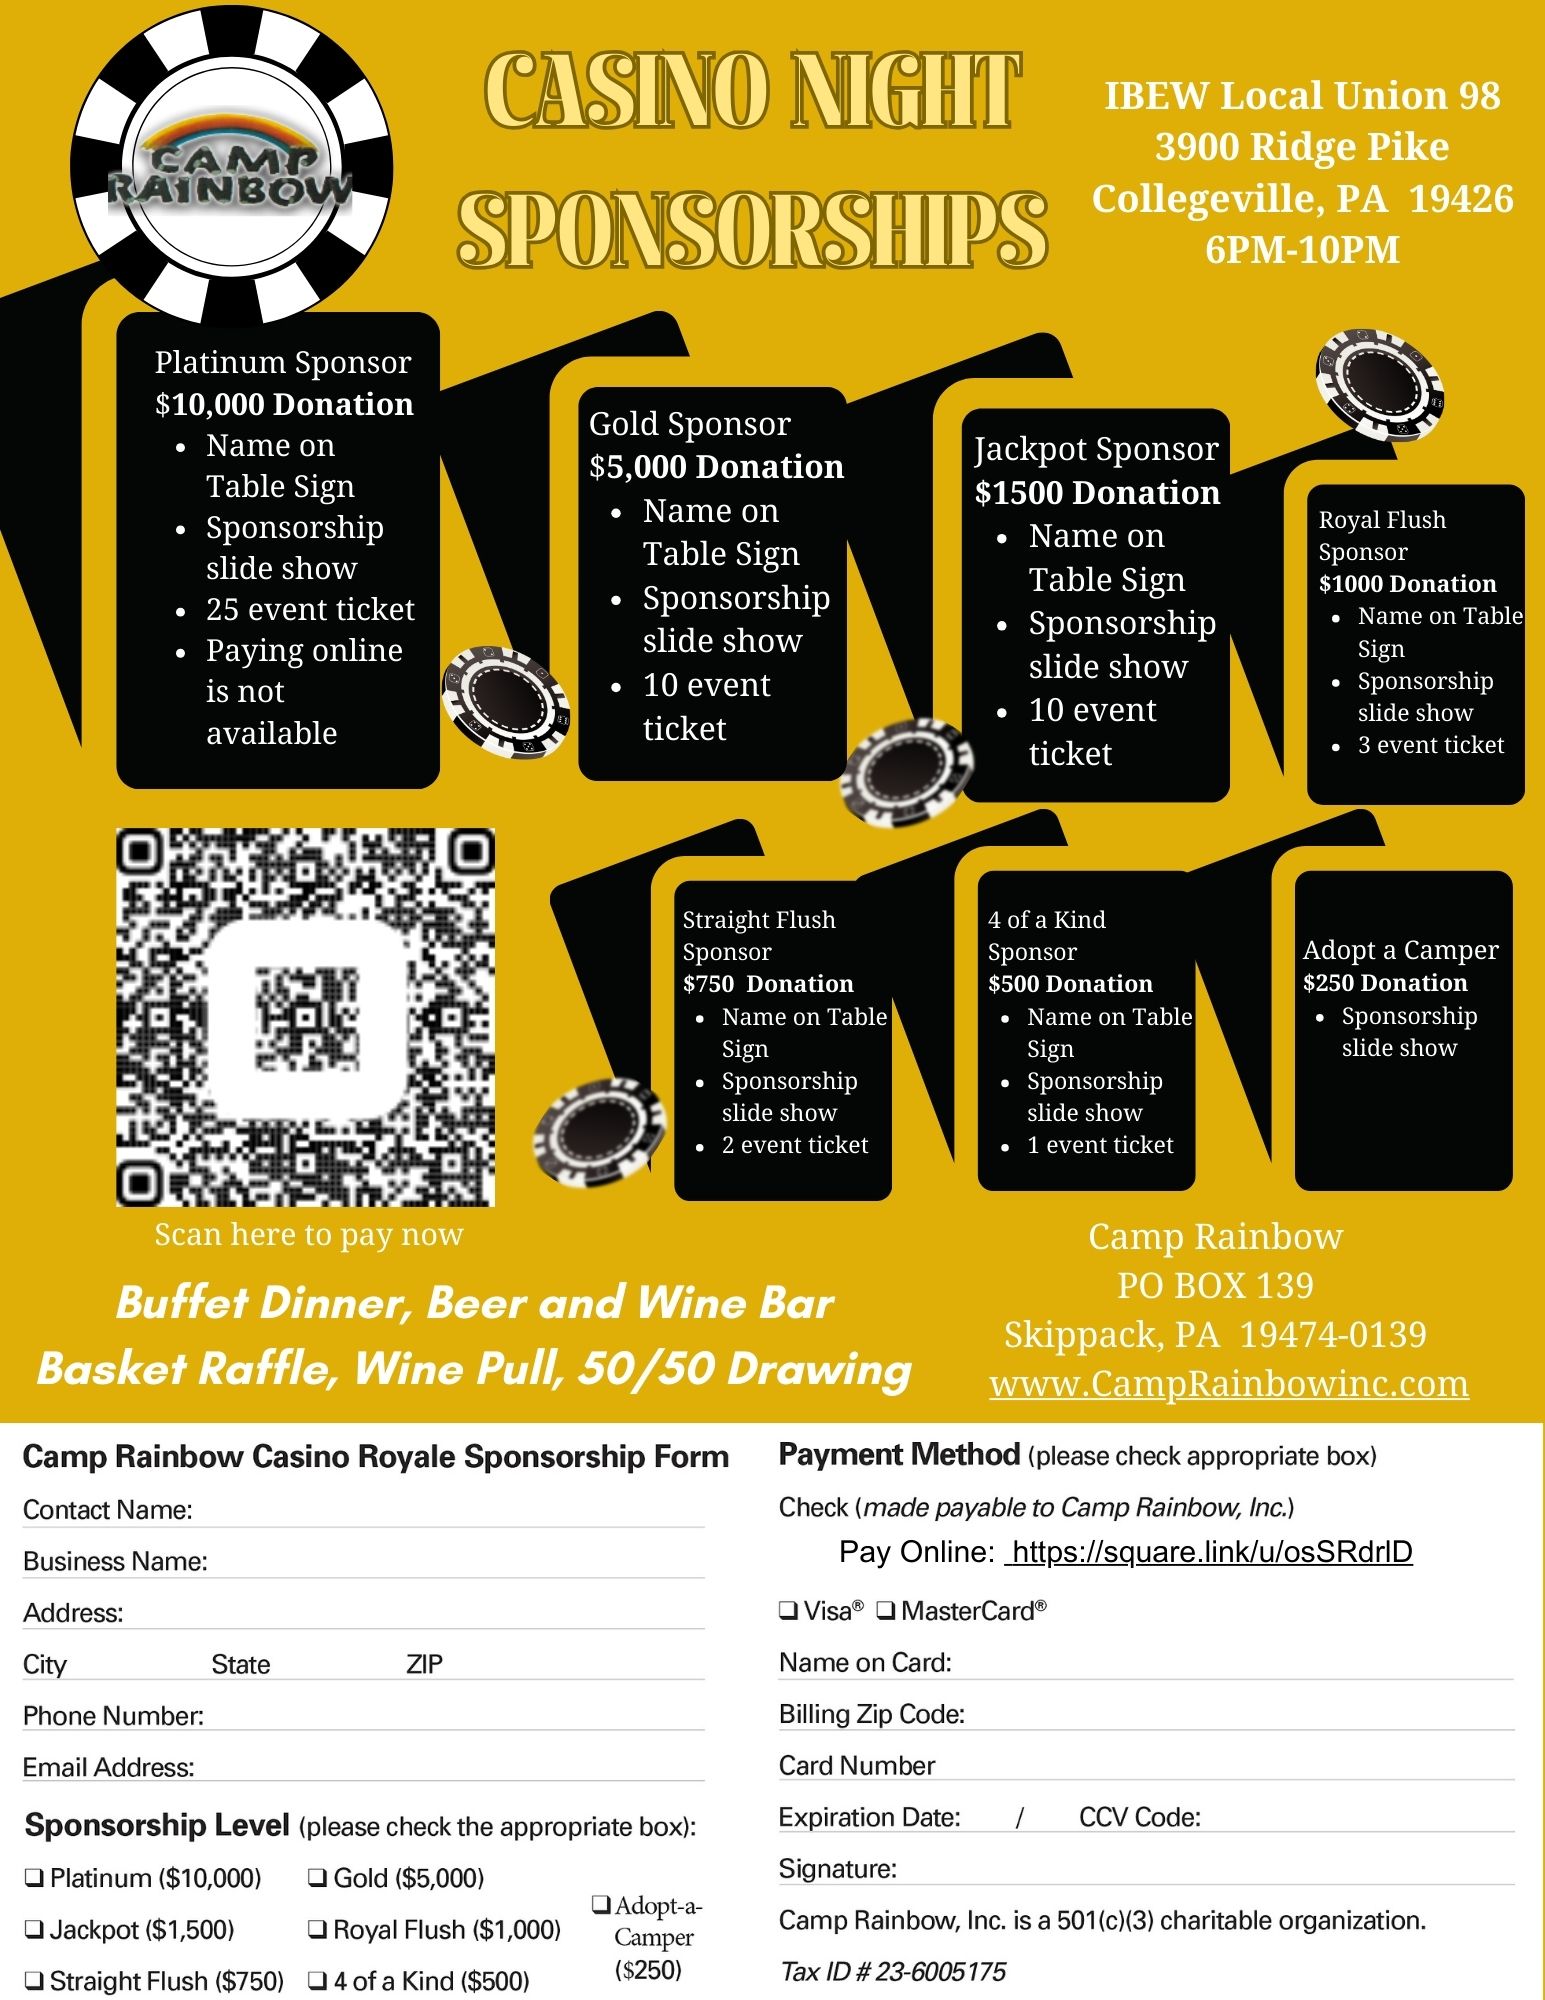 CAMP
RAINBOW
CASINO NIGHT
SPONSORSHIPS
IBEW Local Union 98
3900 Ridge Pike
Collegeville, PA  19426
6PM-10PM
Platinum Sponsor
$10,000 Donation
• Name on
Table Sign
• Sponsorship
slide show
• 25 event ticket
• Paying online
is not
available
Gold Sponsor
$5,000 Donation
• Name on
Table Sign
• Sponsorship
slide show
• 10 event
ticket
Jackpot Sponsor
$1500 Donation
• Name on
Table Sign
• Sponsorship
slide show
• 10 event
ticket
Royal Flush
Sponsor
$1000 Donation
• Name on Table
Sign
• Sponsorship
slide show
• 3 event ticket
Straight Flush
Sponsor
$750  Donation
• Name on Table
Sign
• Sponsorship
slide show
• 2 event ticket
4 of a Kind
Sponsor
$500 Donation
• Name on Table
Sign
• Sponsorship
slide show
• 1 event ticket
Adopt a Camper
$250 Donation
• Sponsorship
slide show
Scan here to pay now
Buffet Dinner, Beer and Wine Bar
Basket Raffle, Wine Pull, 50/50 Drawing
Camp Rainbow
PO BOX 139
Skippack, PA  19474-0139
www.CampRainbowinc.com
Camp Rainbow Casino Royale Sponsorship Form
Contact Name:
Business Name:
Address:
City State ZIP
Phone Number:
Email Address:
Sponsorship Level (please check the appropriate box):
❏ Platinum ($10,000) ❏ Gold ($5,000)
❏ Jackpot ($1,500) ❏ Royal Flush ($1,000)
❏ Straight Flush ($750) ❏ 4 of a Kind ($500)
❏ Adopt-a-
Camper
($250)
Payment Method (please check appropriate box)
Check (made payable to Camp Rainbow, Inc.)
Pay Online: https://square.link/u/osSRdrlD
❏ Visa® ❏ MasterCard®
Name on Card:
Billing Zip Code:
Card Number
Expiration Date: / CCV Code:
Signature:
Camp Rainbow, Inc. is a 501(c)(3) charitable organization.
Tax ID # 23-6005175